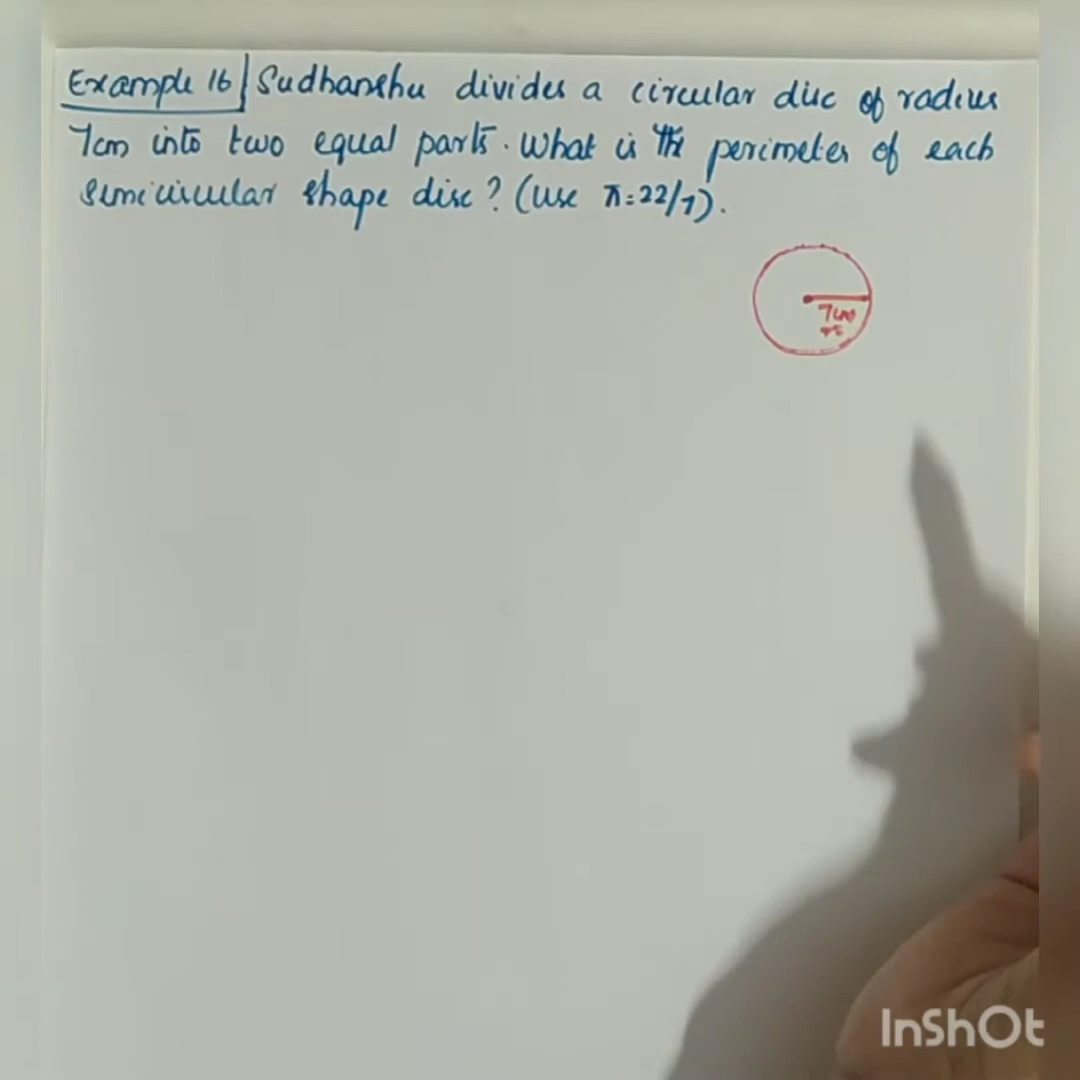 Example 16 Sudhanshu divides a circular disc of radius
7cm into two equal parts. What is the perimeter of each
semicircular shape disc? (Use π=22/7).
7cm
InShOt